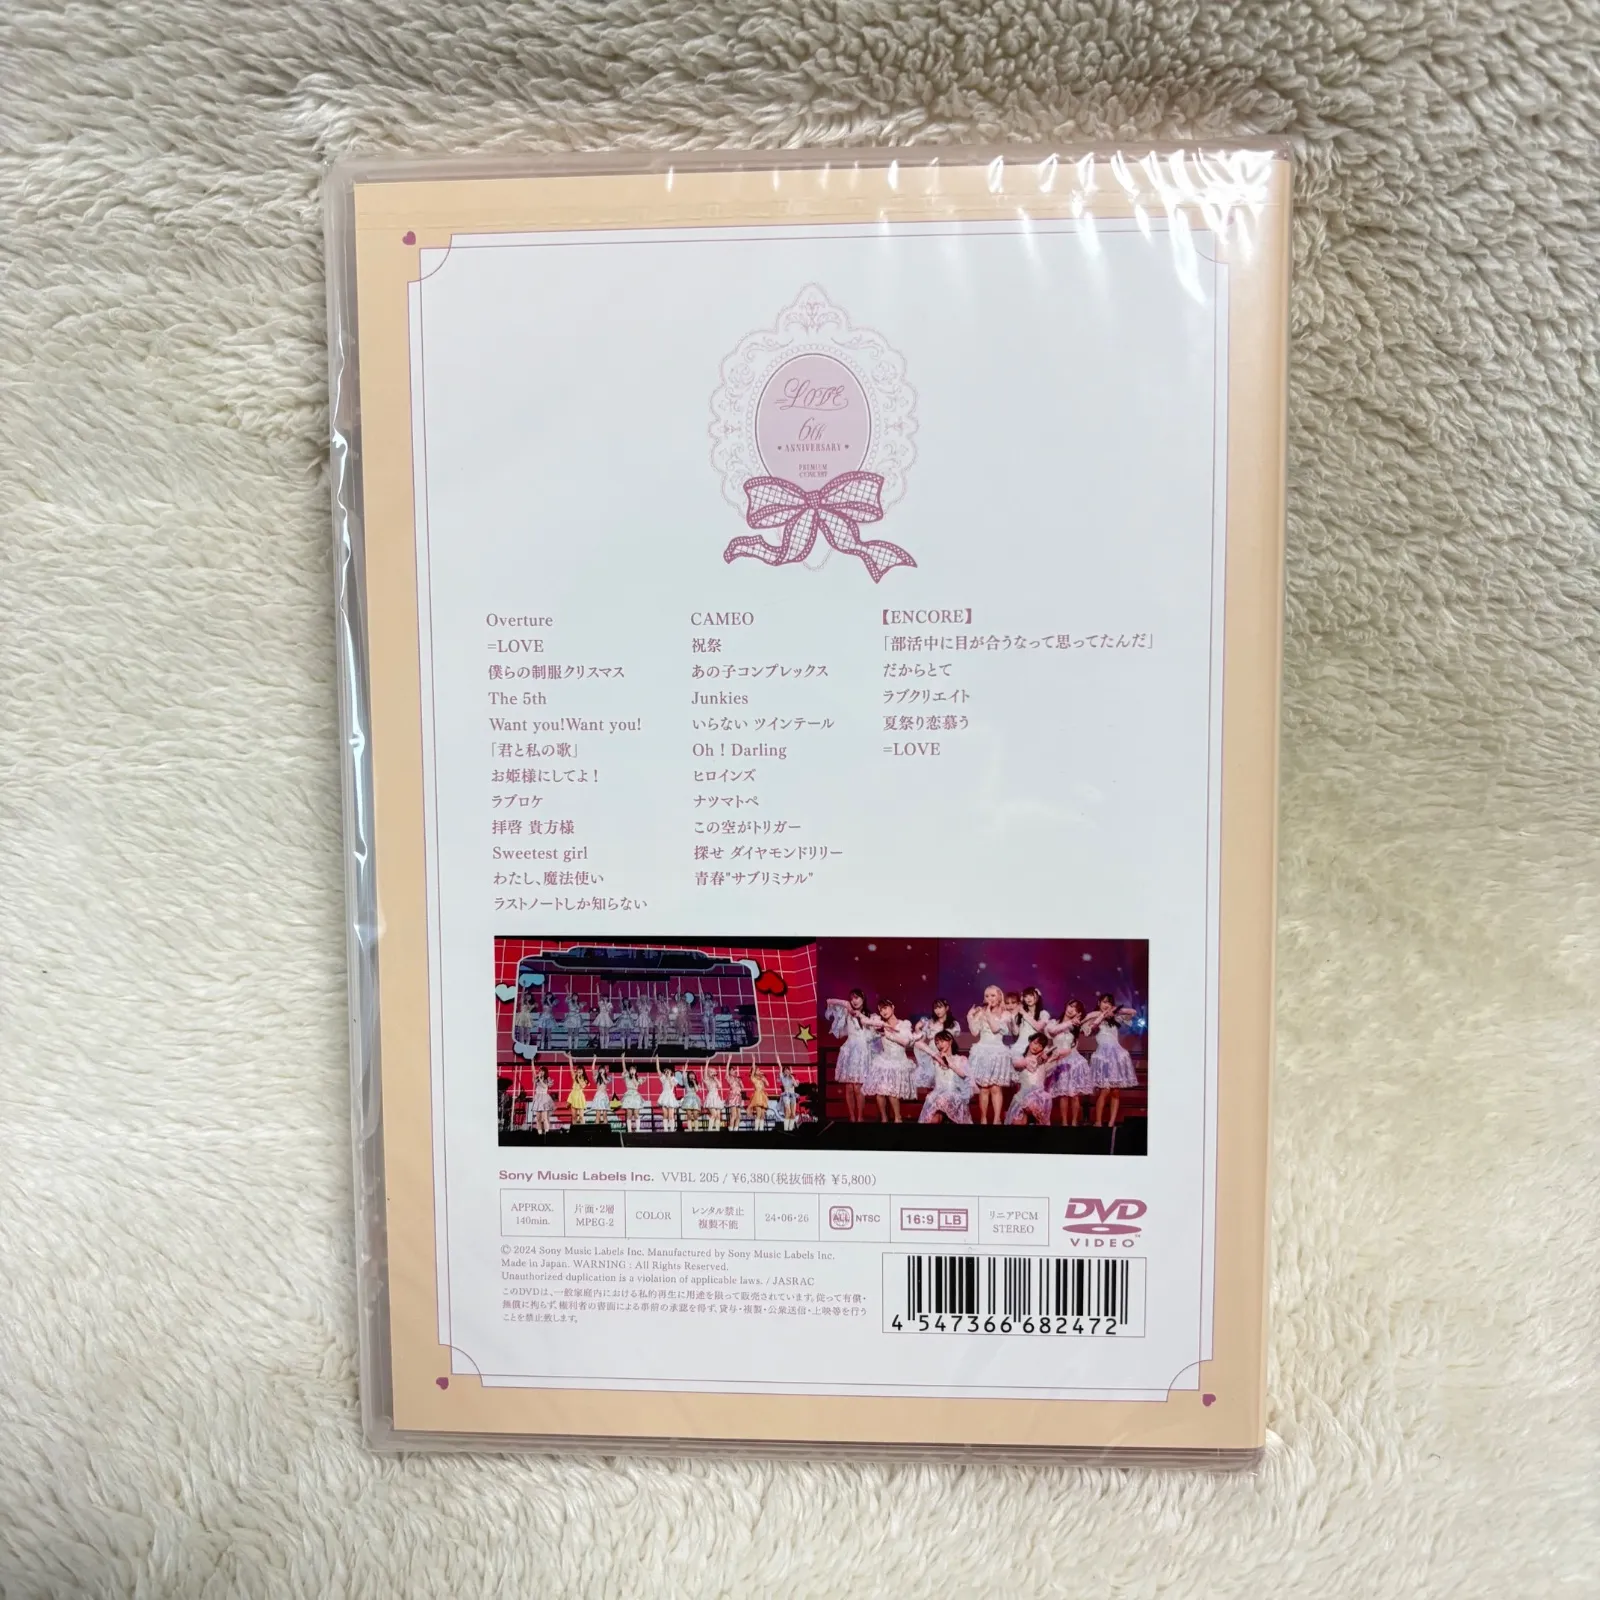 =LOVE
6th
ANNIVERSARY
PREMIUM
CONCERT
Overture
=LOVE
僕らの制服クリスマス
The 5th
Want you!Want you!
「君と私の歌」
お姫様にしてよ！
ラブロケ
拝啓 貴方様
Sweetest girl
わたし、魔法使い
ラストノートしか知らない
CAMEO
祝祭
あの子コンプレックス
Junkies
いらない ツインテール
Oh ! Darling
ヒロインズ
ナツマトペ
この空がトリガー
探せ ダイヤモンドリリー
青春"サブリミナル"
【ENCORE】
「部活中に目が合うなって思ってたんだ」
だからとて
ラブクリエイト
夏祭り恋慕う
=LOVE
Sony Music Labels Inc. VVBL 205 / ¥6,380(税抜価格 ¥5,800)
APPROX.
140min.
片面・2層
MPEG-2
COLOR
レンタル禁止
複製不能
24・06・26
ALL NTSC
16:9 LB
リニアPCM
STEREO
DVD
VIDEO™
© 2024 Sony Music Labels Inc. Manufactured by Sony Music Labels Inc.
Made in Japan. WARNING : All Rights Reserved.
Unauthorized duplication is a violation of applicable laws. / JASRAC
このDVDは、一般家庭内における私的再生に用途を限って販売されています。従って有償・
無償に拘らず、権利者の書面による事前の承認を得ず、貸与・複製・公衆送信・上映等を行う
ことを禁止致します。
4 547366 682472